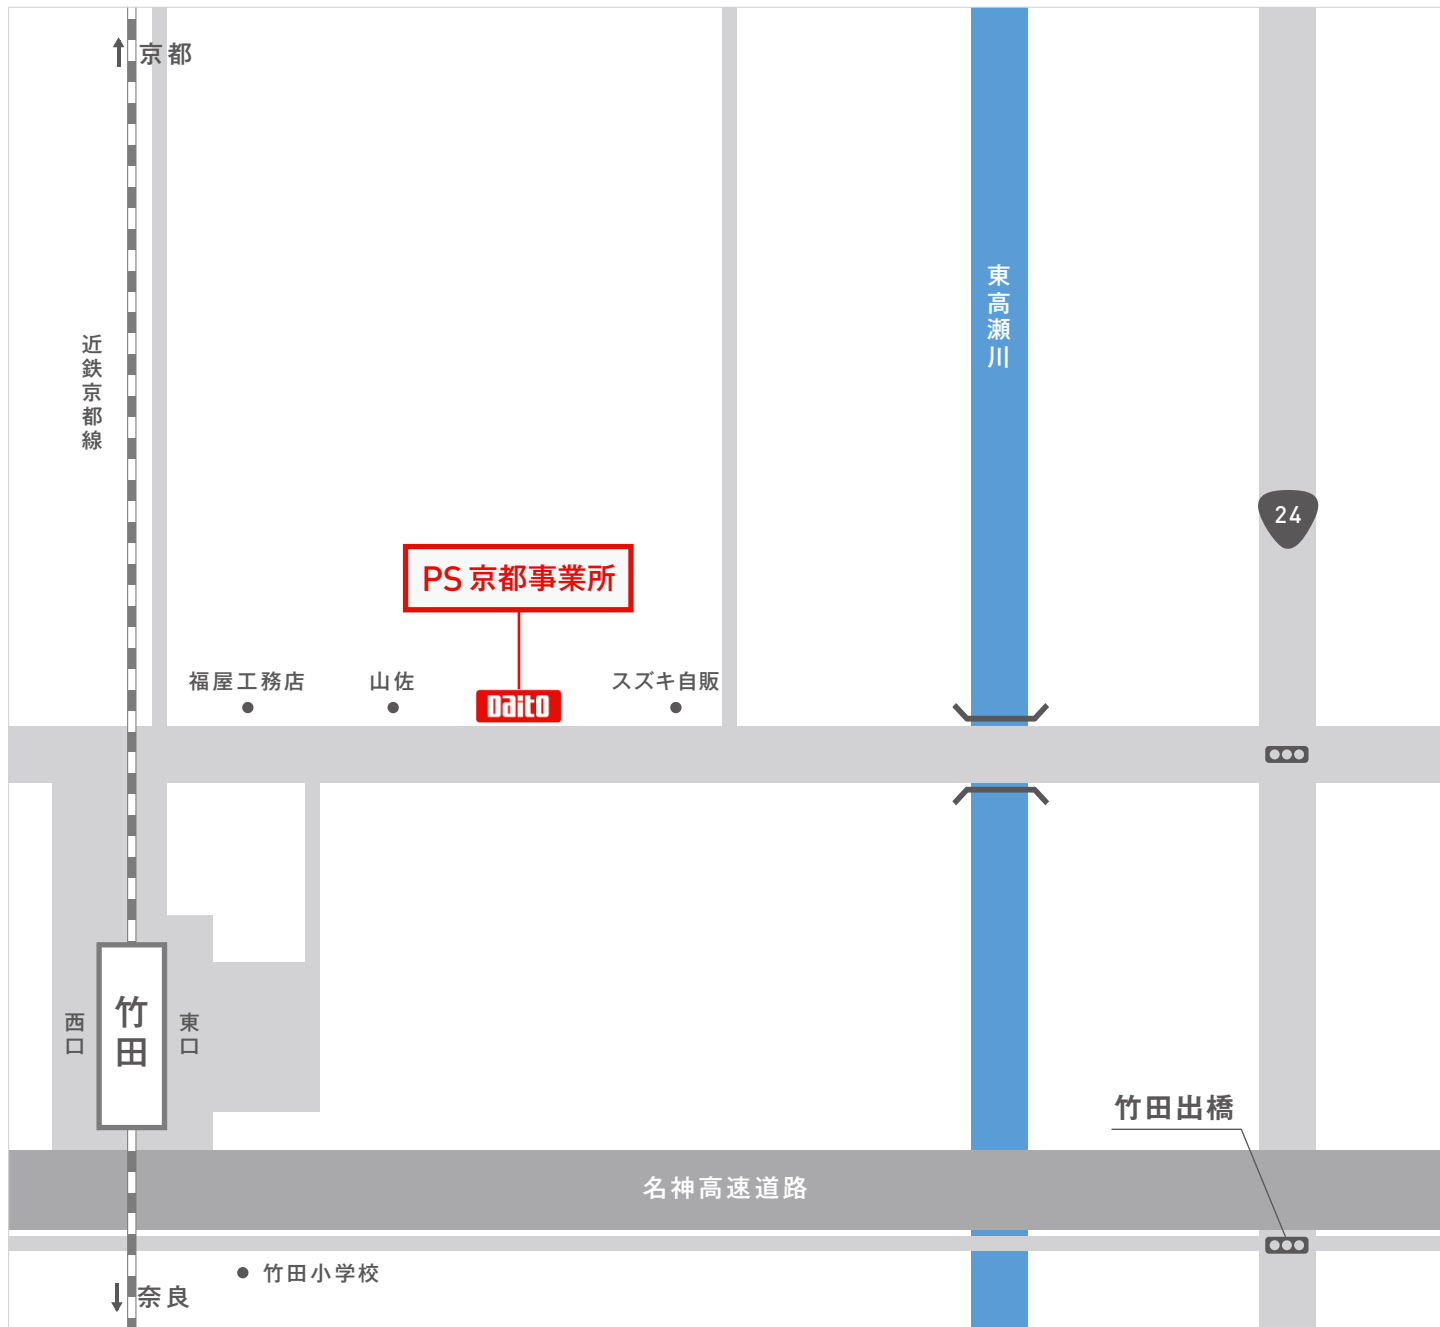 京都
東高瀬川
近鉄京都線
24
PS 京都事業所
福屋工務店
山佐
スズキ自販
Daito
竹田
西口
東口
竹田出橋
名神高速道路
竹田小学校
奈良